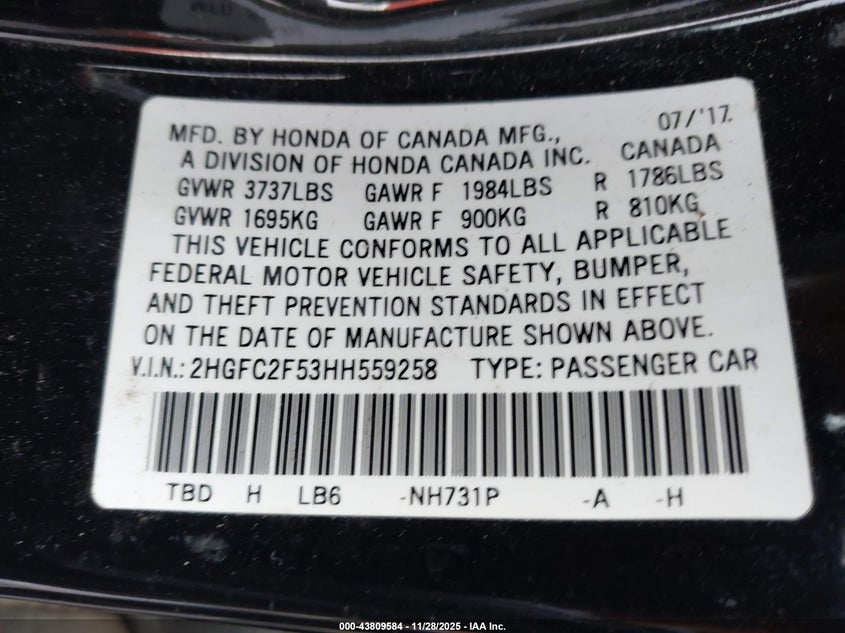 MFD. BY HONDA OF CANADA MFG., 07/'17
A DIVISION OF HONDA CANADA INC. CANADA
GVWR 3737LBS GAWR F 1984LBS R 1786LBS
GVWR 1695KG GAWR F 900KG R 810KG
THIS VEHICLE CONFORMS TO ALL APPLICABLE
FEDERAL MOTOR VEHICLE SAFETY, BUMPER,
AND THEFT PREVENTION STANDARDS IN EFFECT
ON THE DATE OF MANUFACTURE SHOWN ABOVE.
V.I.N.: 2HGFC2F53HH559258 TYPE: PASSENGER CAR
TBD H LB6 -NH731P -A -H
000-43809584 - 11/28/2025 - IAA Inc.